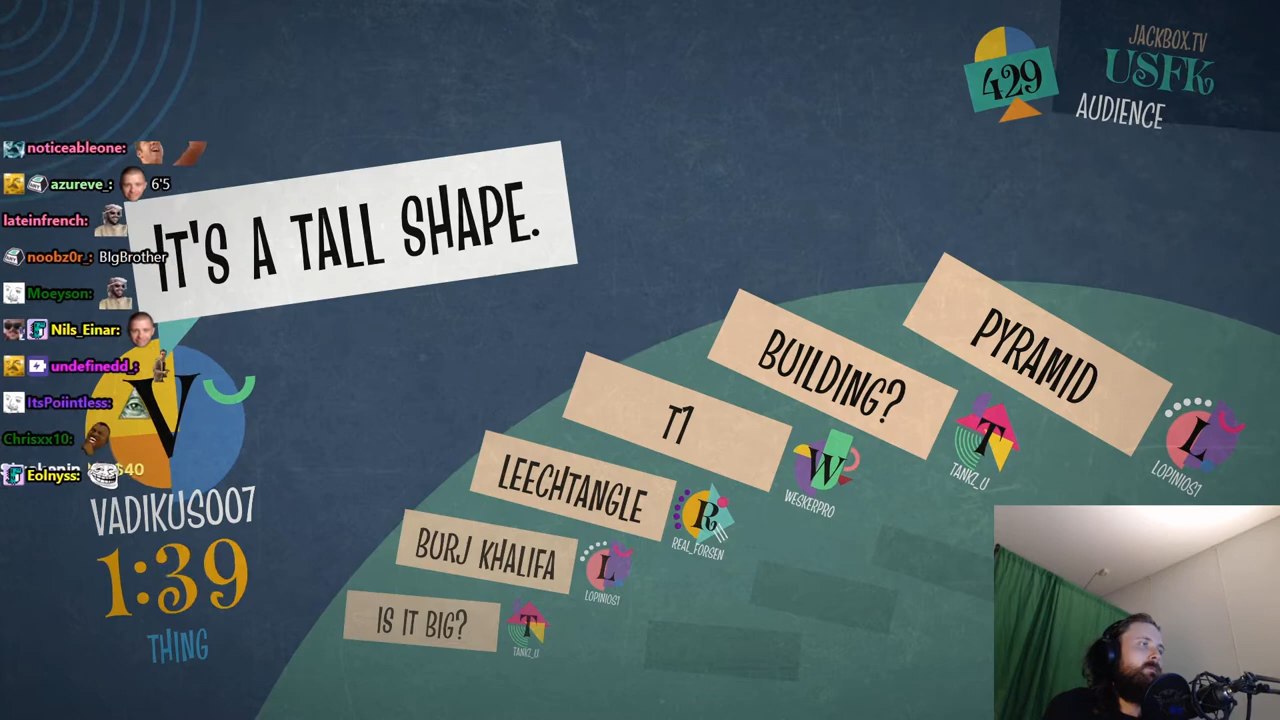 JACKBOX.TV
USFK
AUDIENCE
429
noticeableone:
azureve_: 6'5
lateinfrench:
noobz0r_: BIgBrother
Moeyson:
Nils_Einar:
undefinedd_:
ItsPoiintless:
Chrisxx10:
$40
Eolnyss:
IT'S A TALL SHAPE.
V
VADIKUS007
1:39
THING
PYRAMID
L
LOPINIOS1
BUILDING?
T
TANKZ_U
T1
W
WESKERPRO
LEECHTANGLE
R
REAL_FORSEN
BURJ KHALIFA
L
LOPINIOS1
IS IT BIG?
T
TANKZ_U